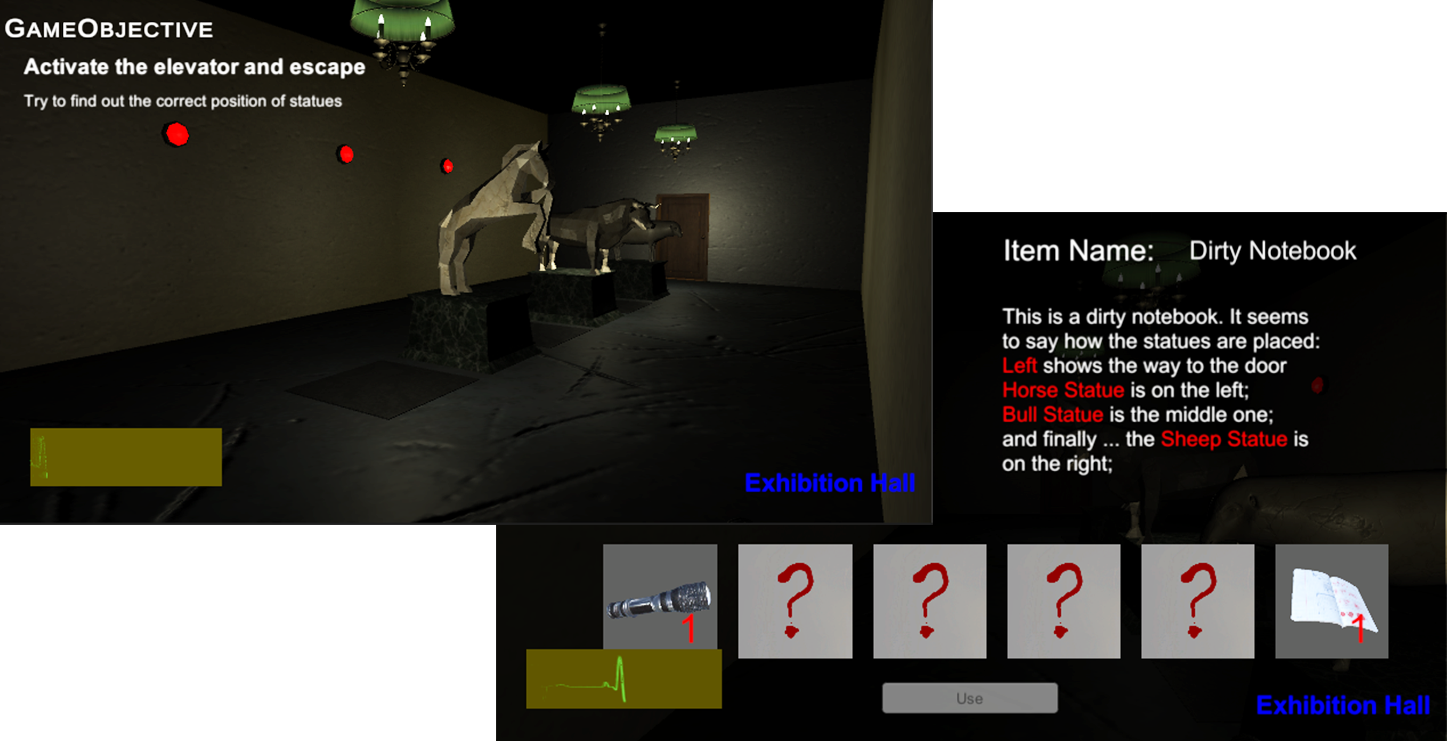 GAMEOBJECTIVE
Activate the elevator and escape
Try to find out the correct position of statues
Exhibition Hall
Item Name: Dirty Notebook
This is a dirty notebook. It seems
to say how the statues are placed:
Left shows the way to the door
Horse Statue is on the left;
Bull Statue is the middle one;
and finally ... the Sheep Statue is
on the right;
? ? ? ?
1 1
Use
Exhibition Hall